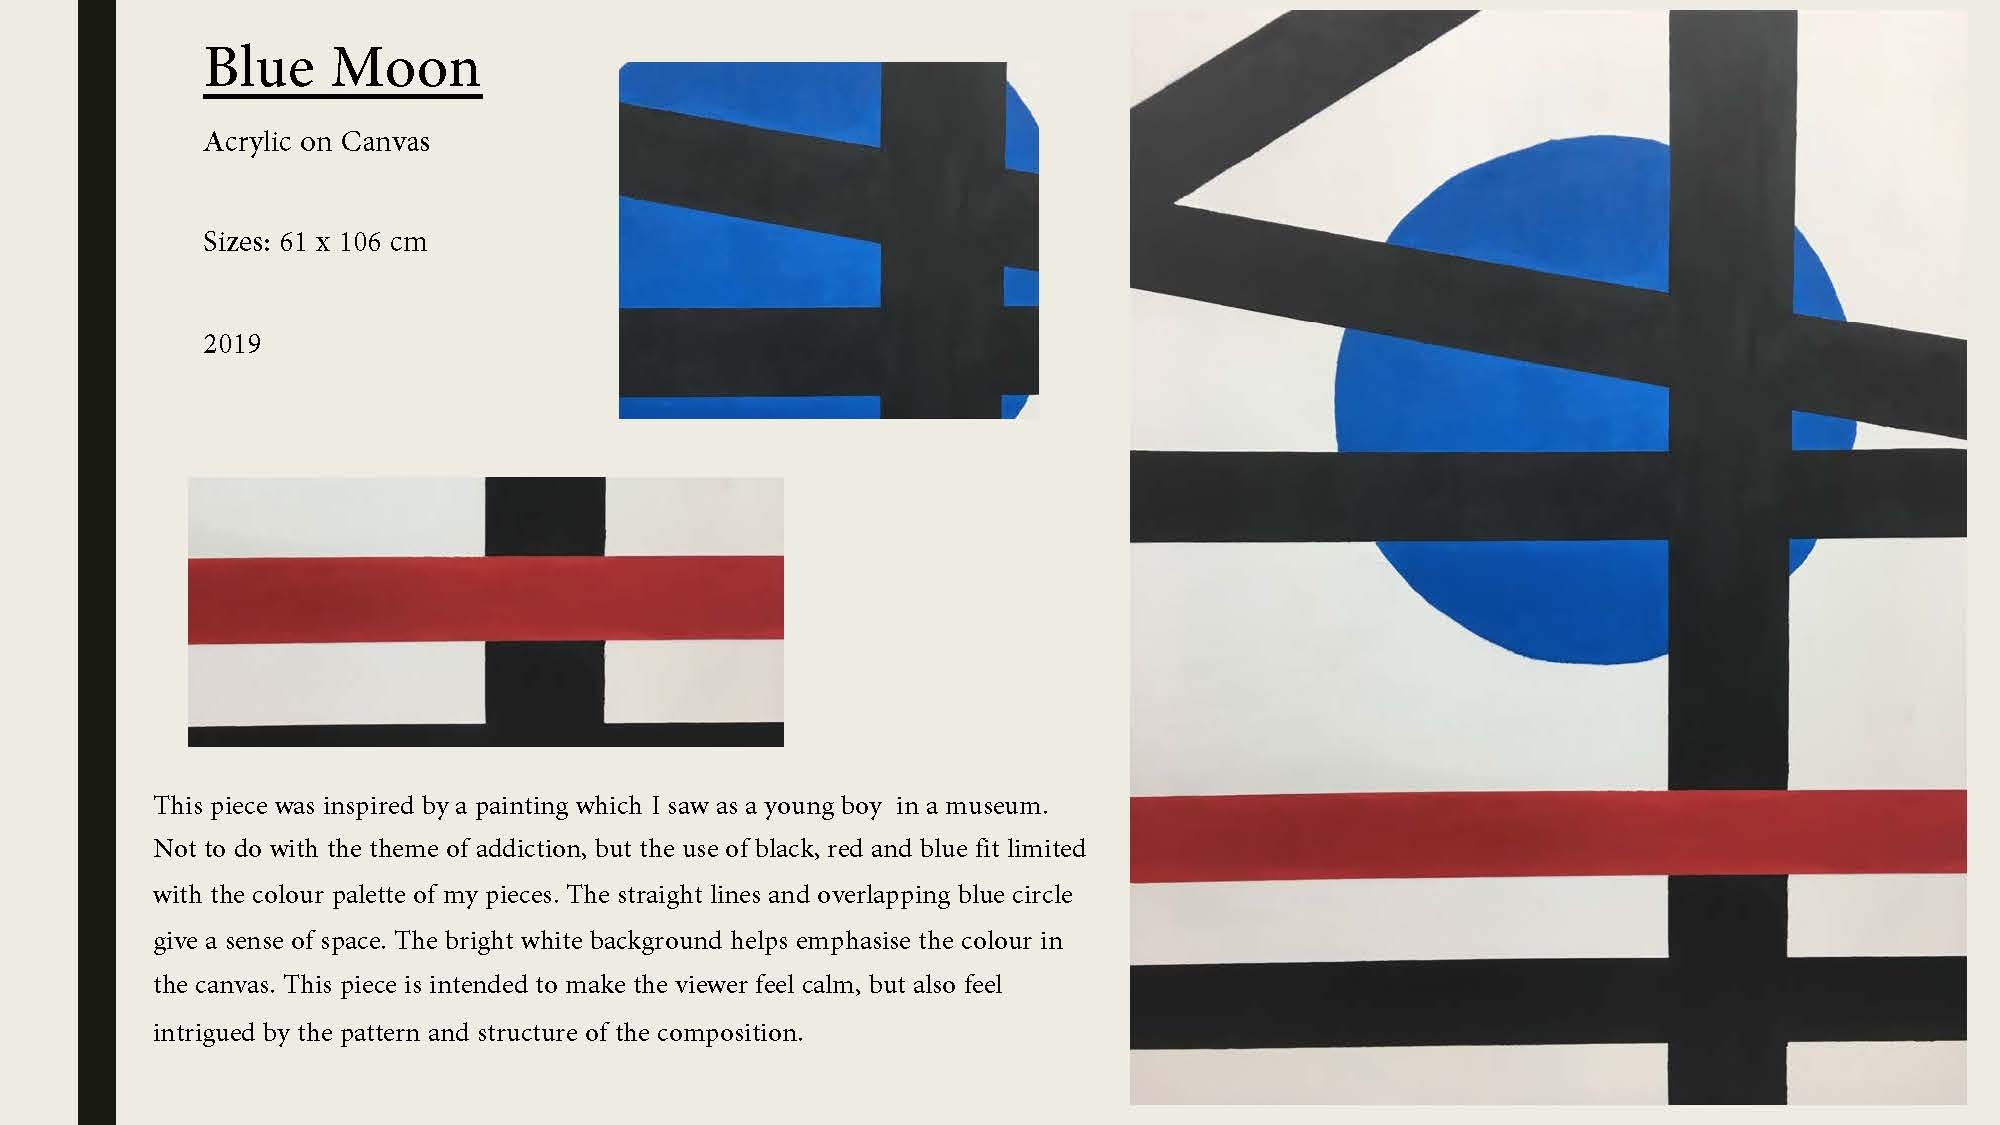 Blue Moon
Acrylic on Canvas
Sizes: 61 x 106 cm
2019
This piece was inspired by a painting which I saw as a young boy  in a museum.
Not to do with the theme of addiction, but the use of black, red and blue fit limited
with the colour palette of my pieces. The straight lines and overlapping blue circle
give a sense of space. The bright white background helps emphasise the colour in
the canvas. This piece is intended to make the viewer feel calm, but also feel
intrigued by the pattern and structure of the composition.